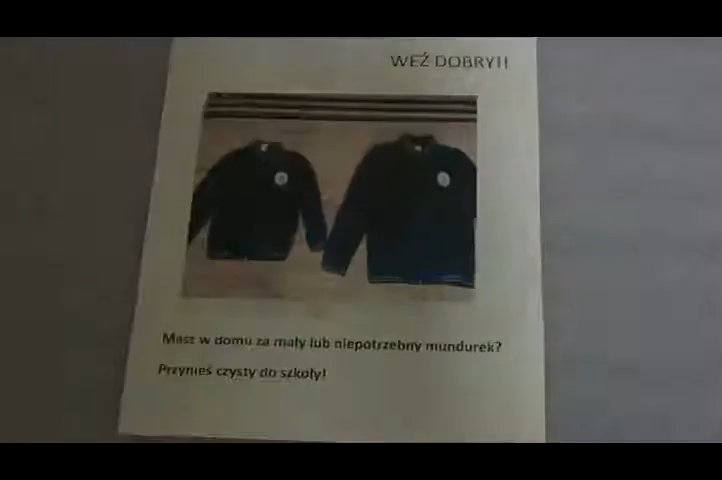 WEŹ DOBRY!!
Masz w domu za mały lub niepotrzebny mundurek?
Przynieś czysty do szkoły!